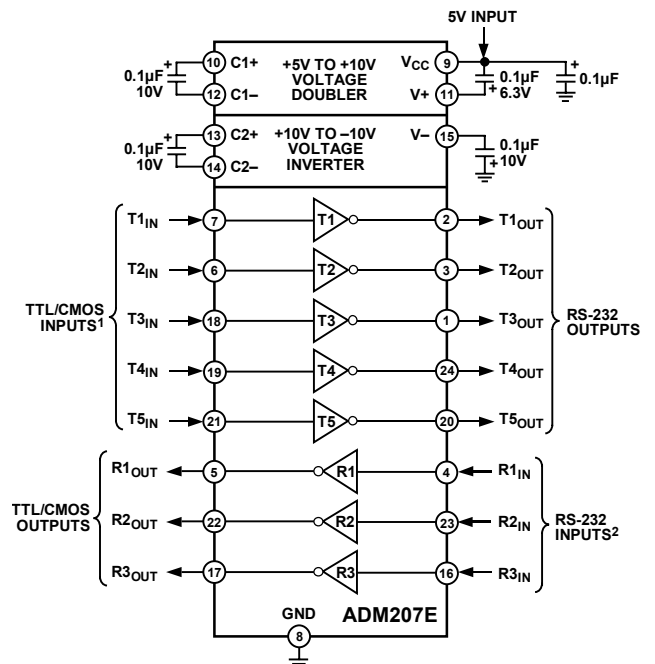 5V INPUT
0.1µF
10V
10 C1+
12 C1–
+5V TO +10V
VOLTAGE
DOUBLER
VCC 9
V+ 11
0.1µF
6.3V
0.1µF
0.1µF
10V
13 C2+
14 C2–
+10V TO –10V
VOLTAGE
INVERTER
V– 15
0.1µF
10V
T1IN 7 T1 2 T1OUT
T2IN 6 T2 3 T2OUT
TTL/CMOS
INPUTS1
T3IN 18 T3 1 T3OUT
RS-232
OUTPUTS
T4IN 19 T4 24 T4OUT
T5IN 21 T5 20 T5OUT
R1OUT 5 R1 4 R1IN
TTL/CMOS
OUTPUTS
R2OUT 22 R2 23 R2IN
RS-232
INPUTS2
R3OUT 17 R3 16 R3IN
GND
8
ADM207E
+
+
+
+
+